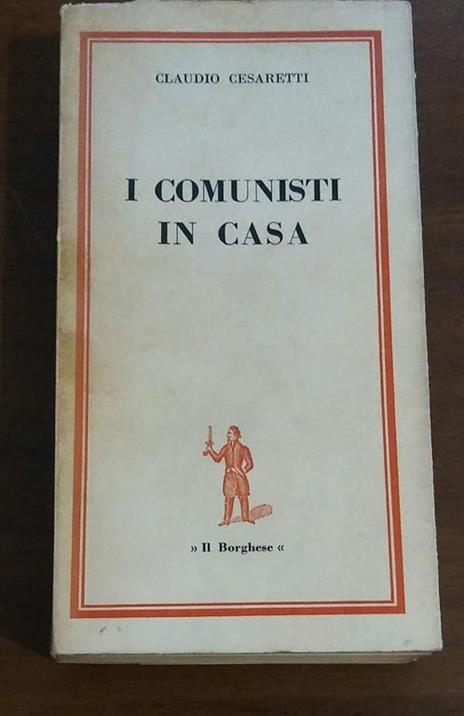 CLAUDIO CESARETTI
I COMUNISTI
IN CASA
» Il Borghese «